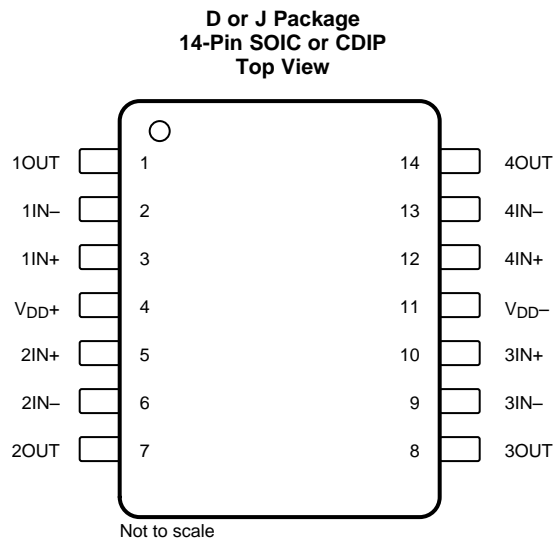 D or J Package
14-Pin SOIC or CDIP
Top View
1OUT 1 14 4OUT
1IN– 2 13 4IN–
1IN+ 3 12 4IN+
VDD+ 4 11 VDD–
2IN+ 5 10 3IN+
2IN– 6 9 3IN–
2OUT 7 8 3OUT
Not to scale